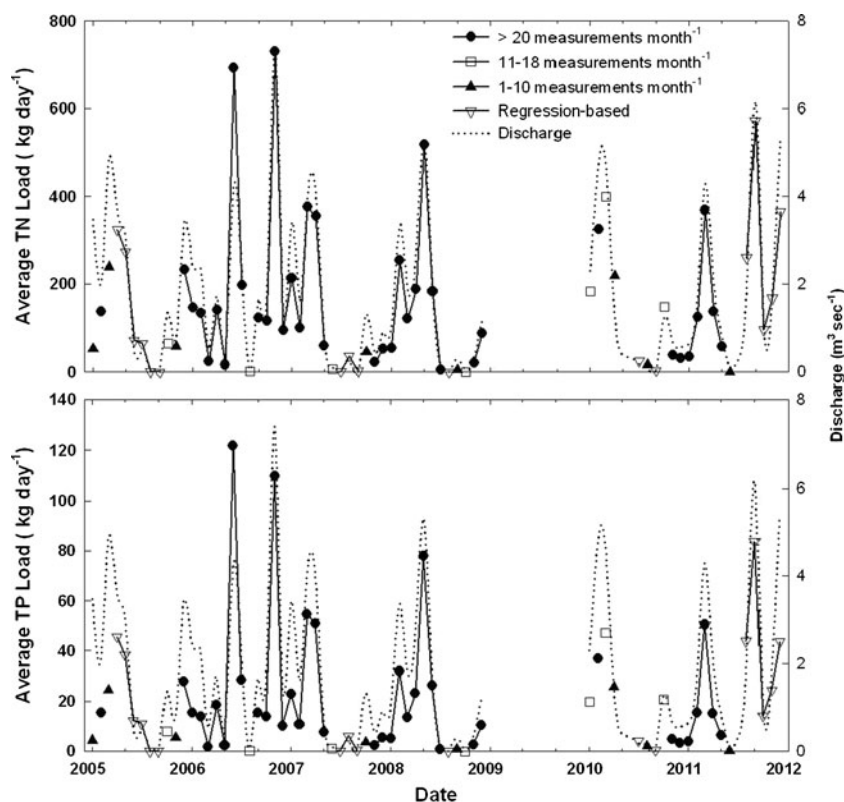 800
600
400
200
0
Average TN Load ( kg day⁻¹)
> 20 measurements month⁻¹
11-18 measurements month⁻¹
1-10 measurements month⁻¹
Regression-based
Discharge
8
6
4
2
0
Discharge (m³ sec⁻¹)
140
120
100
80
60
40
20
0
Average TP Load ( kg day⁻¹)
8
6
4
2
0
2005 2006 2007 2008 2009 2010 2011 2012
Date